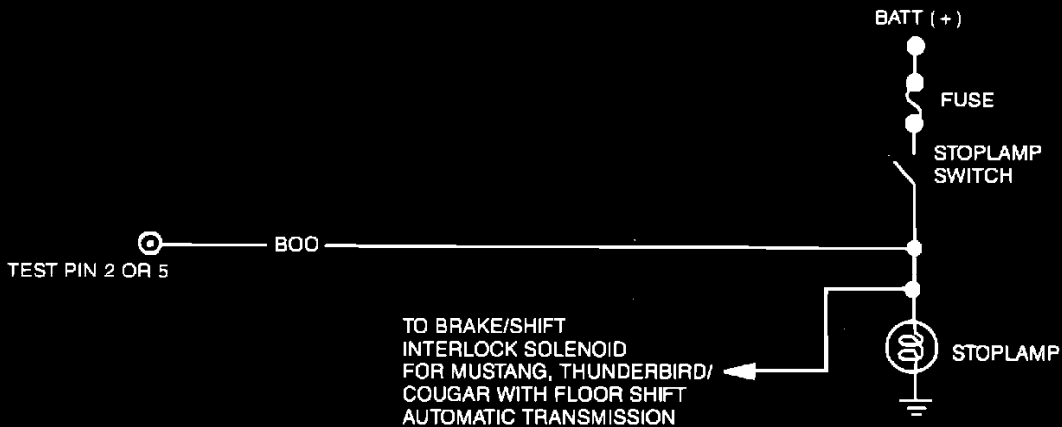 BATT (+)
FUSE
STOPLAMP
SWITCH
BOO
TEST PIN 2 OR 5
TO BRAKE/SHIFT
INTERLOCK SOLENOID
FOR MUSTANG, THUNDERBIRD/
COUGAR WITH FLOOR SHIFT
AUTOMATIC TRANSMISSION
STOPLAMP